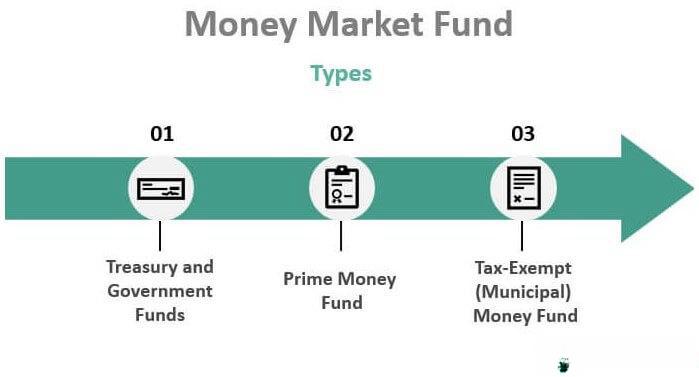 Money Market Fund
Types
01
02
03
Treasury and
Government
Funds
Prime Money
Fund
Tax-Exempt
(Municipal)
Money Fund